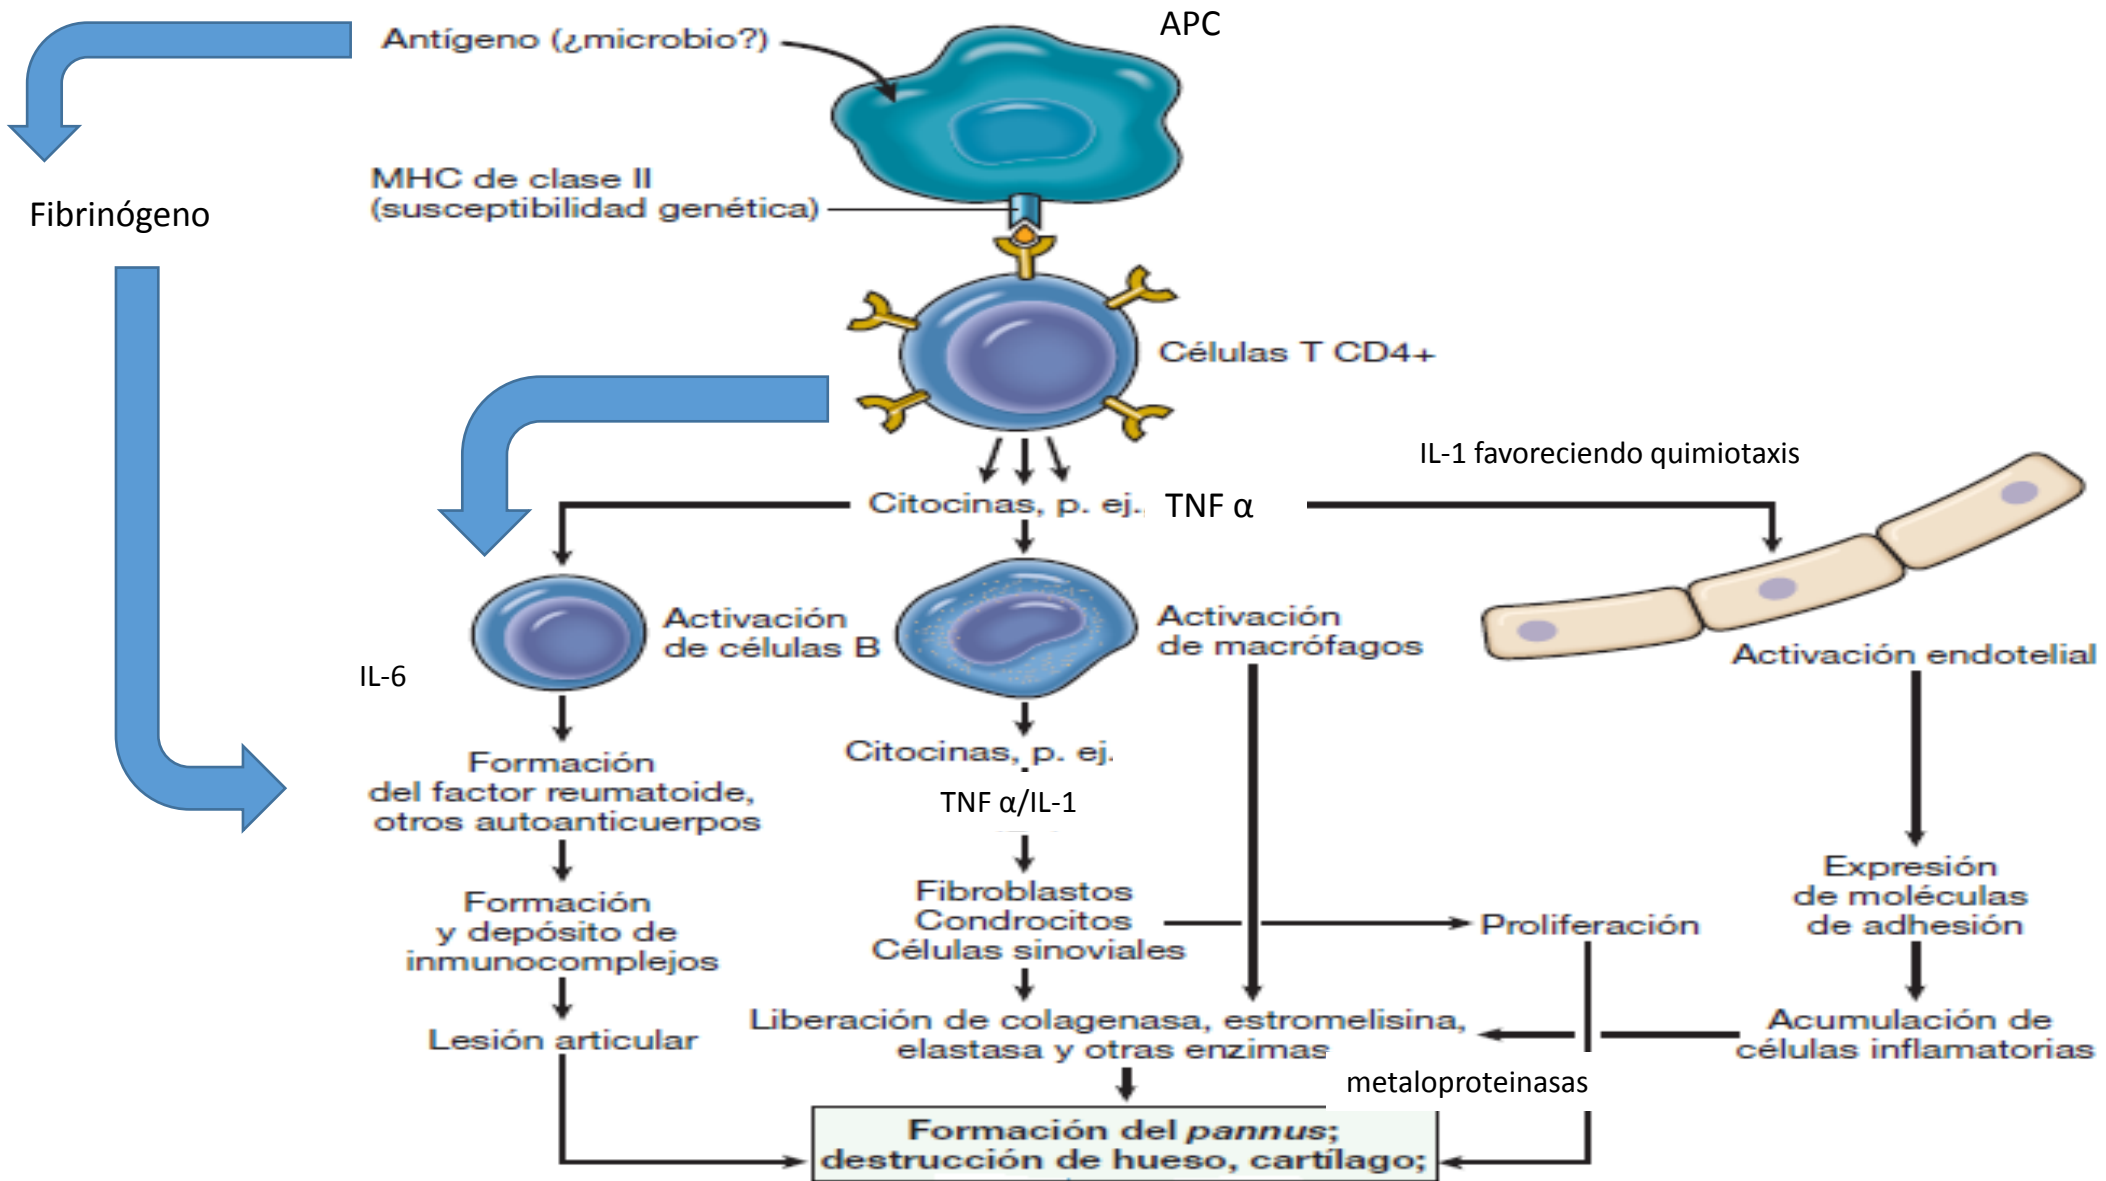 APC
Antígeno (¿microbio?)
MHC de clase II
(susceptibilidad genética)
Fibrinógeno
Células T CD4+
IL-1 favoreciendo quimiotaxis
Citocinas, p. ej.,
TNF α
Activación
de células B
Activación
de macrófagos
Activación endotelial
IL-6
Formación
del factor reumatoide,
otros autoanticuerpos
Citocinas, p. ej.
TNF α/IL-1
Formación
y depósito de
inmunocomplejos
Fibroblastos
Condrocitos
Células sinoviales
Proliferación
Expresión
de moléculas
de adhesión
Lesión articular
Liberación de colagenasa, estromelisina,
elastasa y otras enzimas
Acumulación de
células inflamatorias
metaloproteinasas
Formación del pannus;
destrucción de hueso, cartílago;